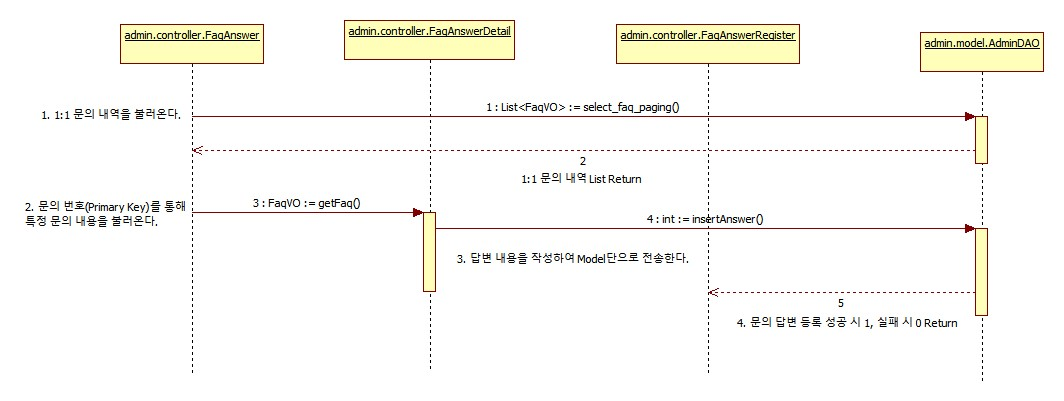 admin.controller.FaqAnswer
admin.controller.FaqAnswerDetail
admin.controller.FaqAnswerRegister
admin.model.AdminDAO
1. 1:1 문의 내역을 불러온다.
1 : List<FaqVO> := select_faq_paging()
2
1:1 문의 내역 List Return
2. 문의 번호(Primary Key)를 통해
특정 문의 내용을 불러온다.
3 : FaqVO := getFaq()
4 : int := insertAnswer()
3. 답변 내용을 작성하여 Model단으로 전송한다.
5
4. 문의 답변 등록 성공 시 1, 실패 시 0 Return